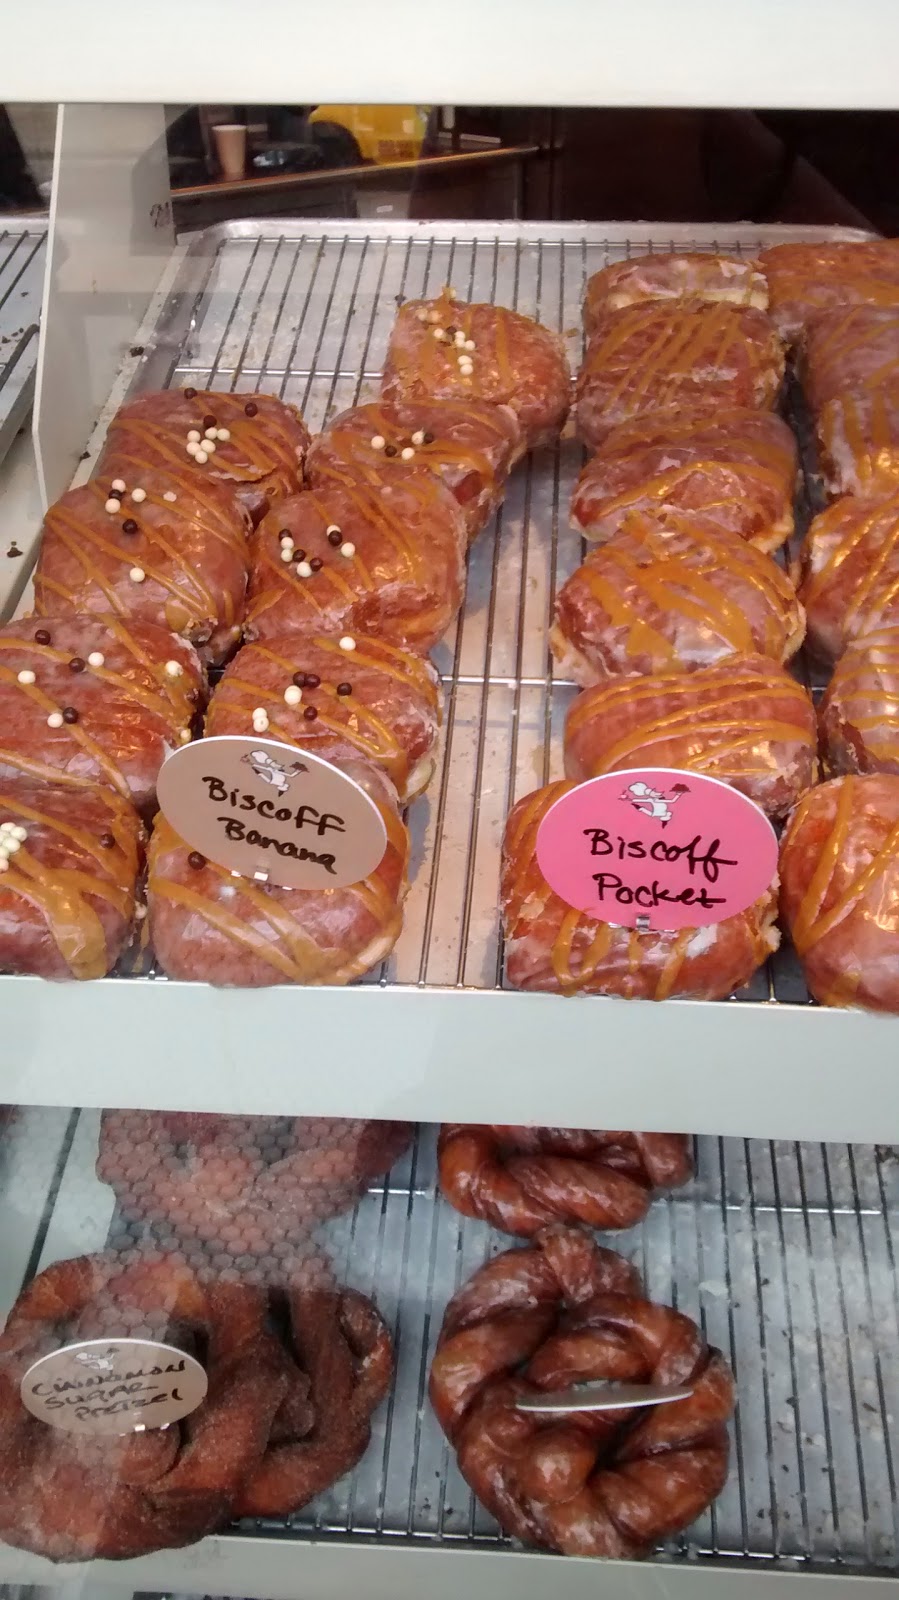 Biscoff
Banana
Biscoff
Pocket
Cinnamon
Sugar
Pretzel